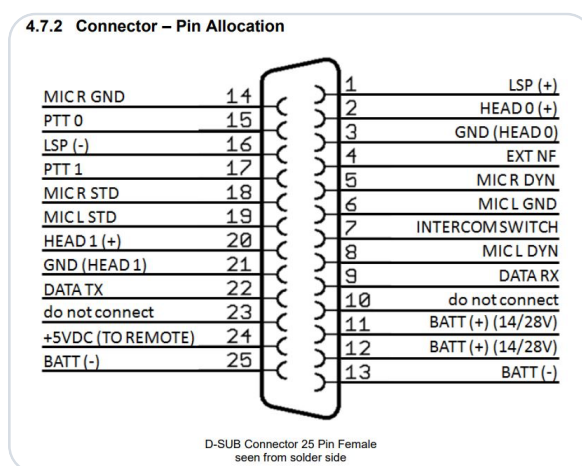 4.7.2 Connector – Pin Allocation
MIC R GND 14
PTT 0 15
LSP (-) 16
PTT 1 17
MIC R STD 18
MIC L STD 19
HEAD 1 (+) 20
GND (HEAD 1) 21
DATA TX 22
do not connect 23
+5VDC (TO REMOTE) 24
BATT (-) 25
1 LSP (+)
2 HEAD 0 (+)
3 GND (HEAD 0)
4 EXT NF
5 MIC R DYN
6 MIC L GND
7 INTERCOM SWITCH
8 MIC L DYN
9 DATA RX
10 do not connect
11 BATT (+) (14/28V)
12 BATT (+) (14/28V)
13 BATT (-)
D-SUB Connector 25 Pin Female
seen from solder side